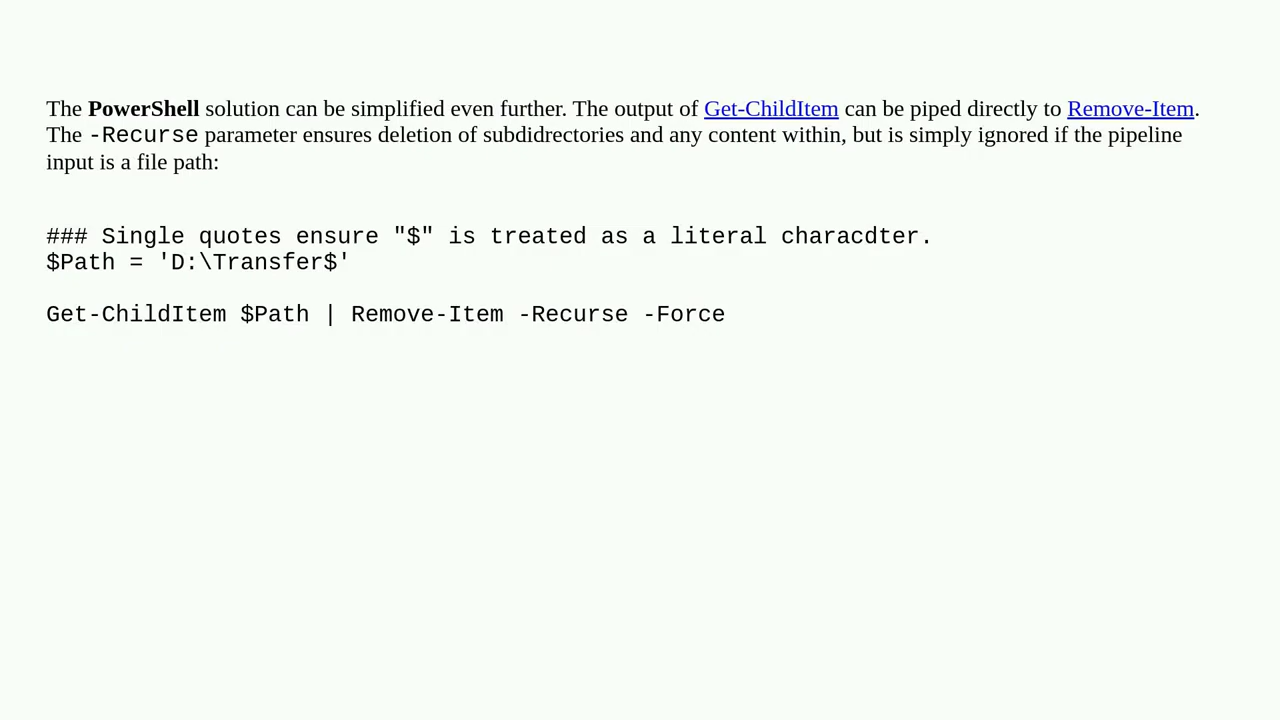 The PowerShell solution can be simplified even further. The output of Get-ChildItem can be piped directly to Remove-Item.
The -Recurse parameter ensures deletion of subdidrectories and any content within, but is simply ignored if the pipeline
input is a file path:
### Single quotes ensure "$" is treated as a literal characdter.
$Path = 'D:\Transfer$'
Get-ChildItem $Path | Remove-Item -Recurse -Force